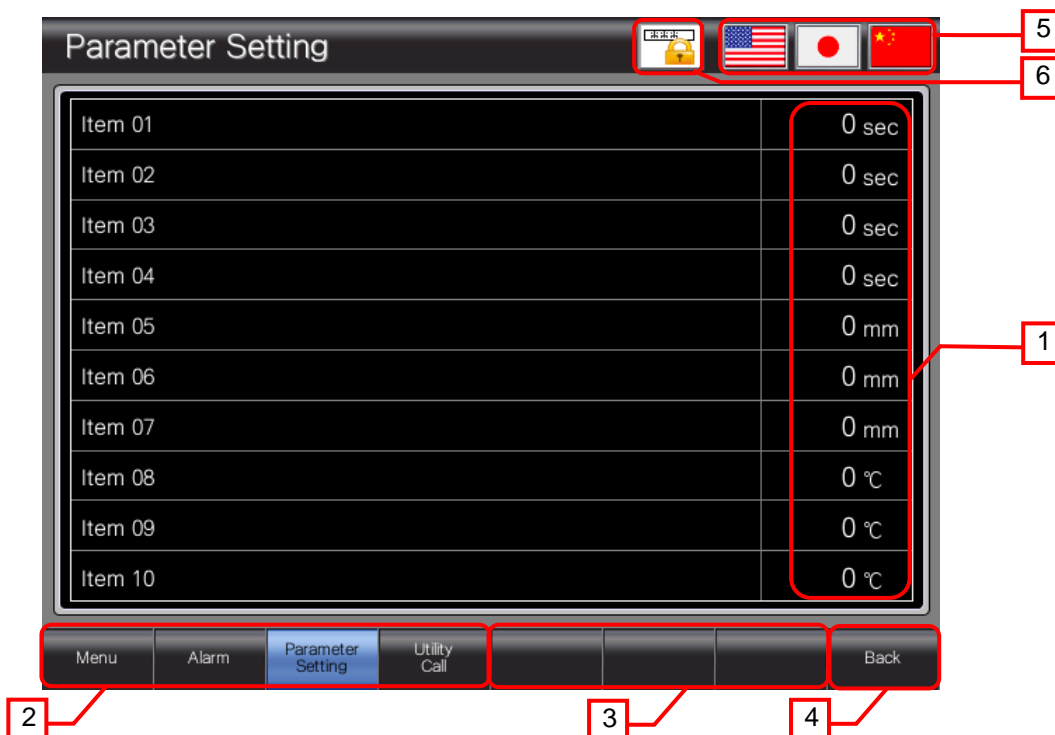 Parameter Setting
***
5
6
Item 01 0 sec
Item 02 0 sec
Item 03 0 sec
Item 04 0 sec
Item 05 0 mm
1
Item 06 0 mm
Item 07 0 mm
Item 08 0 ℃
Item 09 0 ℃
Item 10 0 ℃
Menu
Alarm
Parameter
Setting
Utility
Call
Back
2
3
4